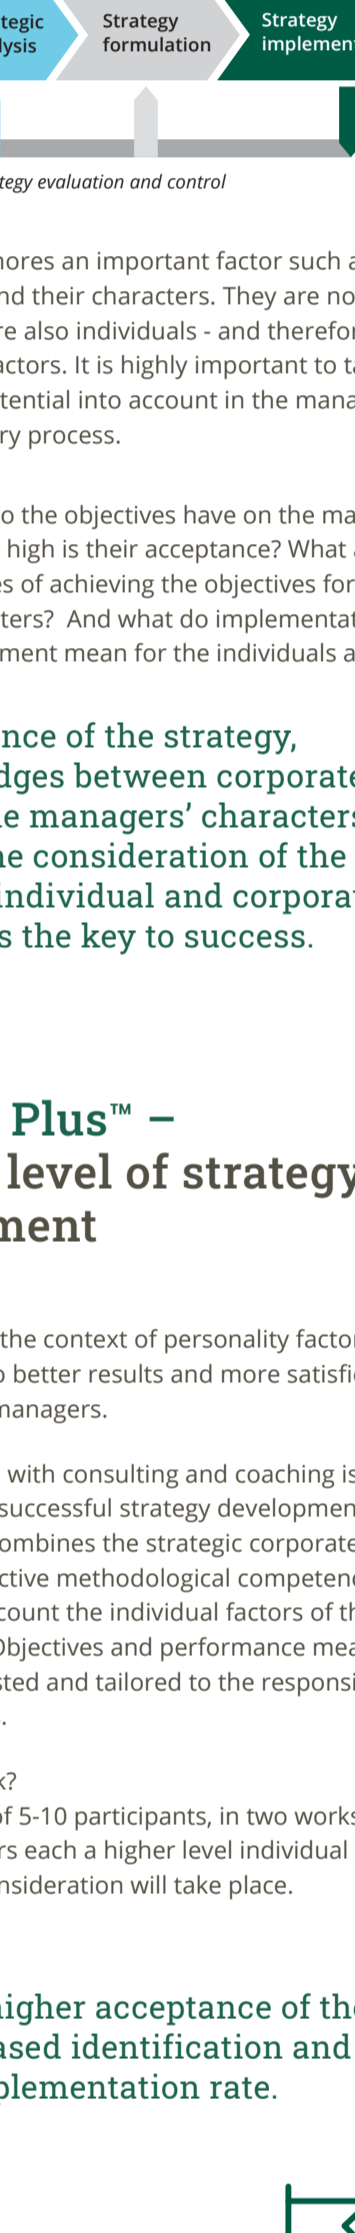 tegic
lysis
Strategy
formulation
Strategy
implemen
tegy evaluation and control
nores an important factor such a
nd their characters. They are no
re also individuals - and therefor
actors. It is highly important to ta
tential into account in the mana
ry process.
o the objectives have on the ma
high is their acceptance? What a
es of achieving the objectives for
ters? And what do implementat
ment mean for the individuals a
nce of the strategy,
dges between corporate
e managers’ characters
he consideration of the
individual and corporat
s the key to success.
Plus™ –
level of strategy
ment
the context of personality factor
o better results and more satisfie
managers.
with consulting and coaching is
successful strategy developmen
ombines the strategic corporate
ctive methodological competenc
count the individual factors of th
Objectives and performance mea
sted and tailored to the responsi
.
k?
of 5-10 participants, in two works
rs each a higher level individual
nsideration will take place.
higher acceptance of the
ased identification and
plementation rate.